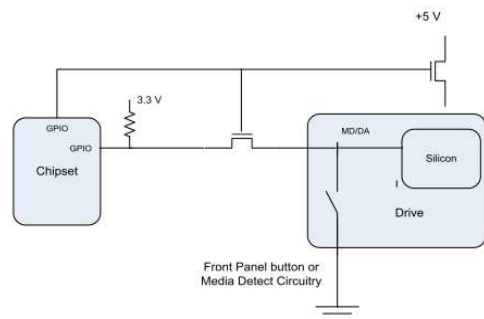 +5 V
3.3 V
GPIO
GPIO
Chipset
MD/DA
Silicon
I
Drive
Front Panel button or
Media Detect Circuitry